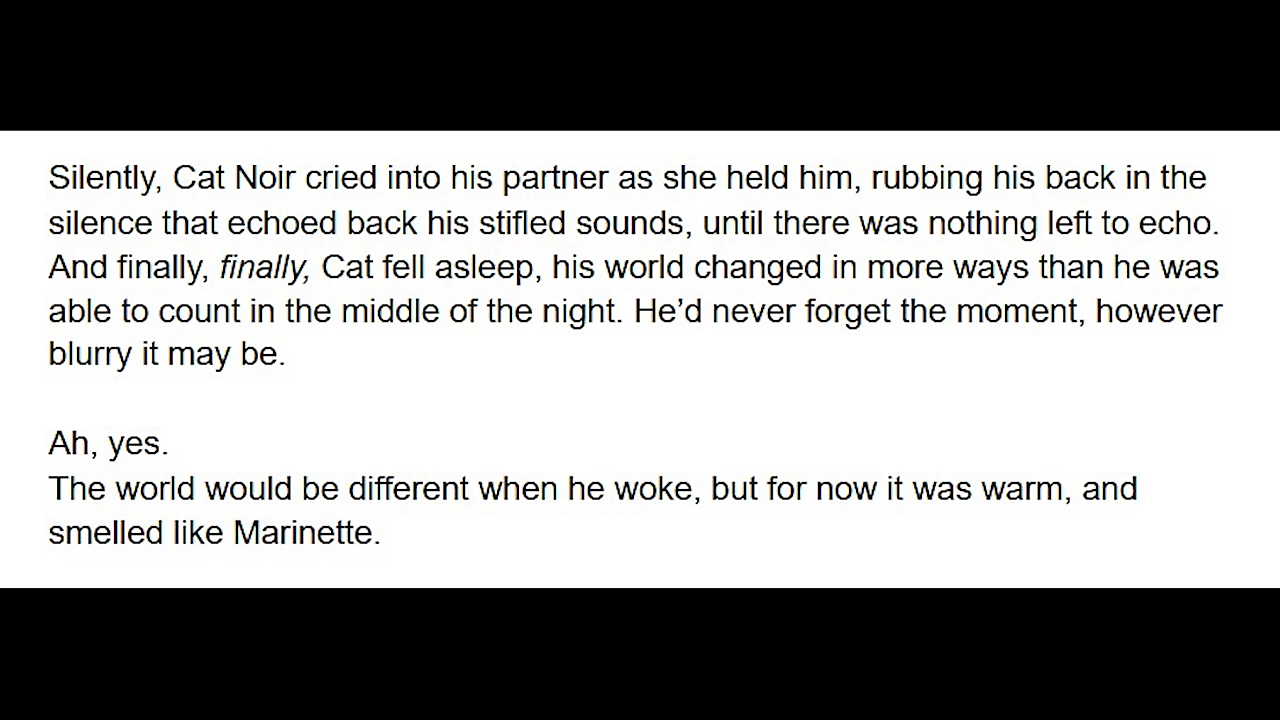 Silently, Cat Noir cried into his partner as she held him, rubbing his back in the
silence that echoed back his stifled sounds, until there was nothing left to echo.
And finally, finally, Cat fell asleep, his world changed in more ways than he was
able to count in the middle of the night. He’d never forget the moment, however
blurry it may be.
Ah, yes.
The world would be different when he woke, but for now it was warm, and
smelled like Marinette.